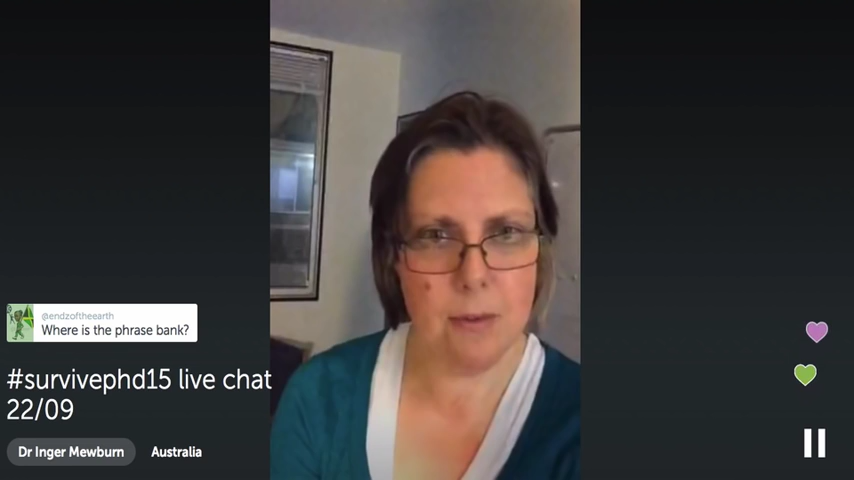 @endzoftheearth
Where is the phrase bank?
#survivephd15 live chat
22/09
Dr Inger Mewburn
Australia